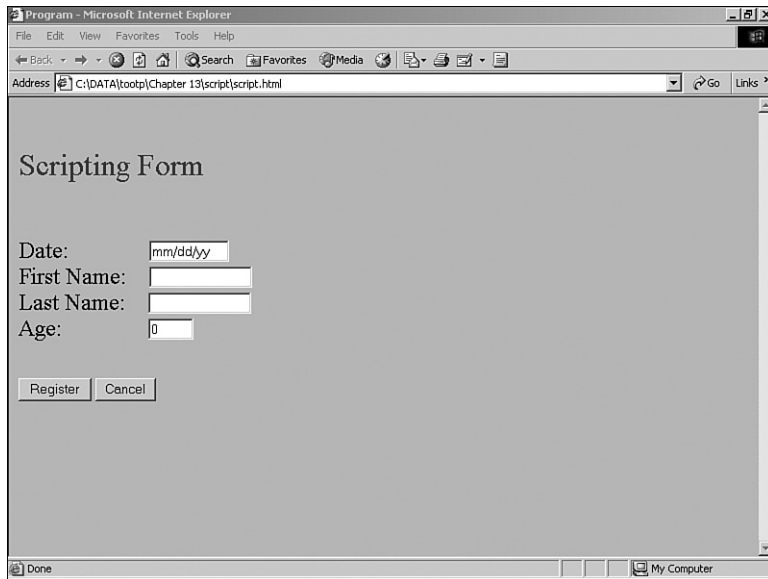 Program - Microsoft Internet Explorer
File Edit View Favorites Tools Help
Back Search Favorites Media
Address C:\DATA\tootp\Chapter 13\script\script.html Go Links »
Scripting Form
Date: mm/dd/yy
First Name:
Last Name:
Age: 0
Register Cancel
Done My Computer